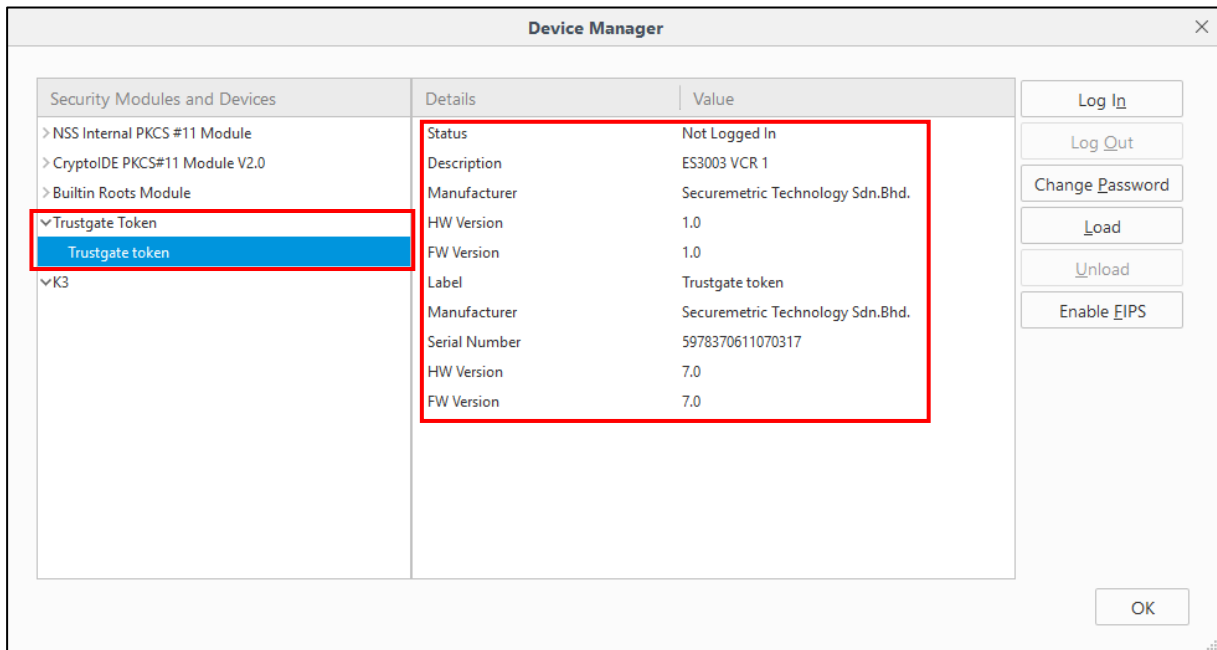 Device Manager
Security Modules and Devices
Details Value
NSS Internal PKCS #11 Module
CryptoIDE PKCS#11 Module V2.0
Builtin Roots Module
Trustgate Token
Trustgate token
K3
Status Not Logged In
Description ES3003 VCR 1
Manufacturer Securemetric Technology Sdn.Bhd.
HW Version 1.0
FW Version 1.0
Label Trustgate token
Manufacturer Securemetric Technology Sdn.Bhd.
Serial Number 5978370611070317
HW Version 7.0
FW Version 7.0
Log In
Log Out
Change Password
Load
Unload
Enable FIPS
OK